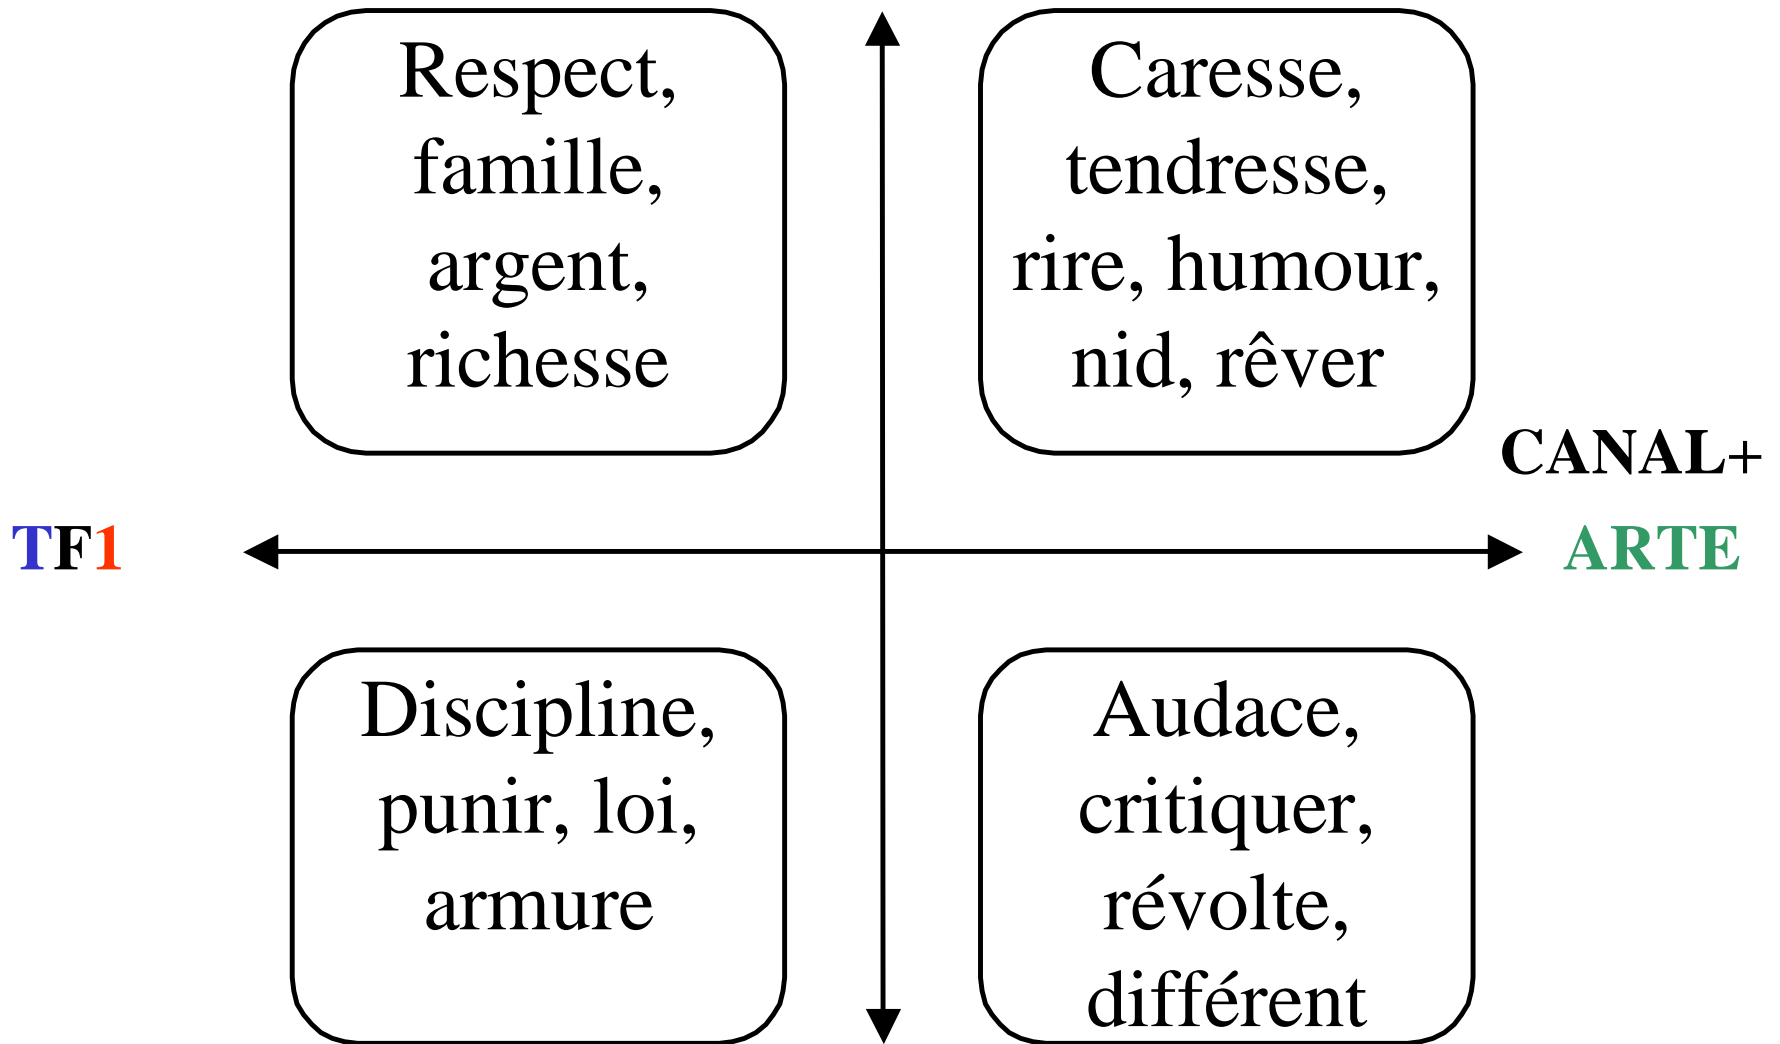 Respect,
famille,
argent,
richesse
Caresse,
tendresse,
rire, humour,
nid, rêver
CANAL+
TF1
ARTE
Discipline,
punir, loi,
armure
Audace,
critiquer,
révolte,
différent